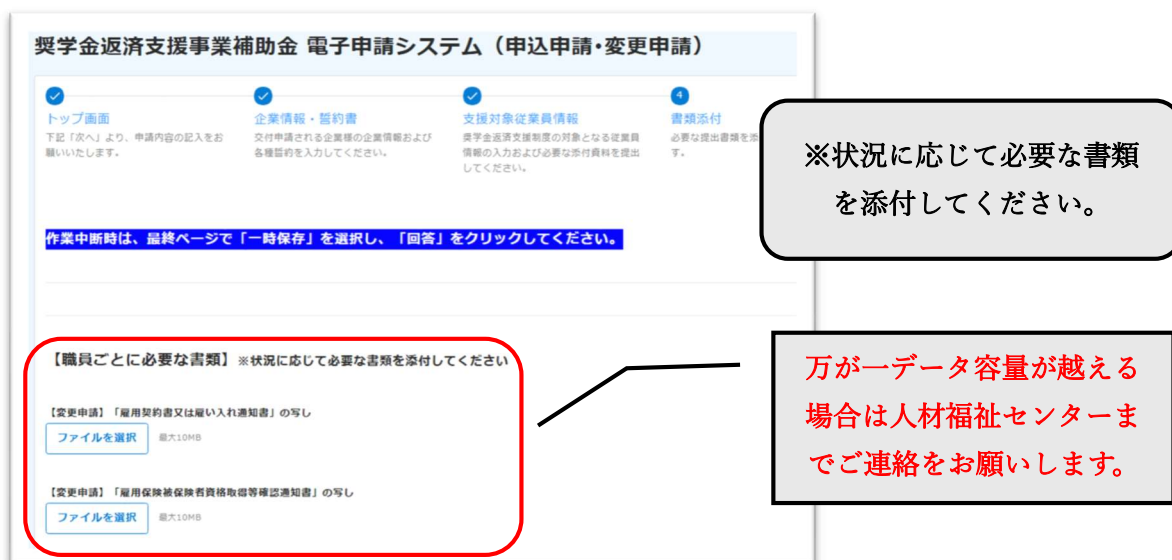 奨学金返済支援事業補助金 電子申請システム（申込申請・変更申請）
トップ画面
下記「次へ」より、申請内容の記入をお
願いいたします。
企業情報・誓約書
交付申請される企業様の企業情報および
各種誓約を入力してください。
支援対象従業員情報
奨学金返済支援制度の対象となる従業員
情報の入力および必要な添付資料を提出
してください。
4
書類添付
必要な提出書類を添
す。
作業中断時は、最終ページで「一時保存」を選択し、「回答」をクリックしてください。
【職員ごとに必要な書類】※状況に応じて必要な書類を添付してください
【変更申請】「雇用契約書又は雇い入れ通知書」の写し
ファイルを選択 最大10MB
【変更申請】「雇用保険被保険者資格取得等確認通知書」の写し
ファイルを選択 最大10MB
※状況に応じて必要な書類
を添付してください。
万が一データ容量が越える
場合は人材福祉センターま
でご連絡をお願いします。